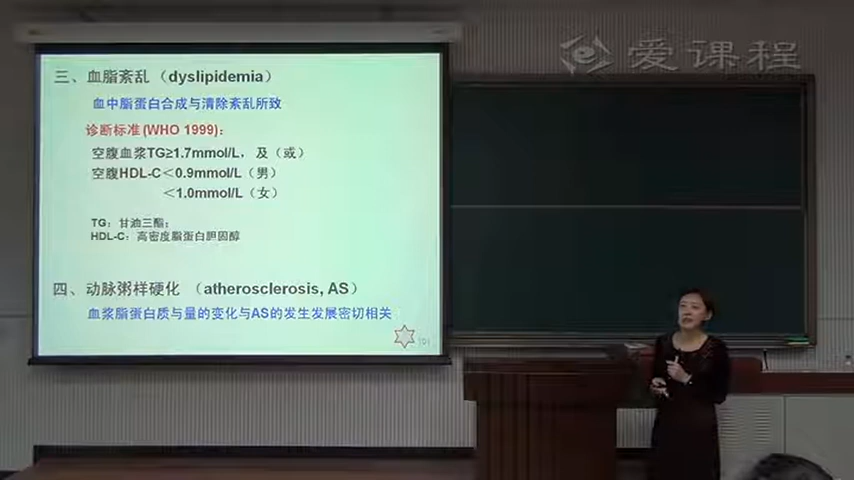 三、血脂紊乱（dyslipidemia）
血中脂蛋白合成与清除紊乱所致
诊断标准(WHO 1999)：
空腹血浆TG≥1.7mmol/L，及（或）
空腹HDL-C＜0.9mmol/L（男）
＜1.0mmol/L（女）
TG：甘油三酯；
HDL-C：高密度脂蛋白胆固醇
四、动脉粥样硬化 （atherosclerosis, AS）
血浆脂蛋白质与量的变化与AS的发生发展密切相关
爱课程